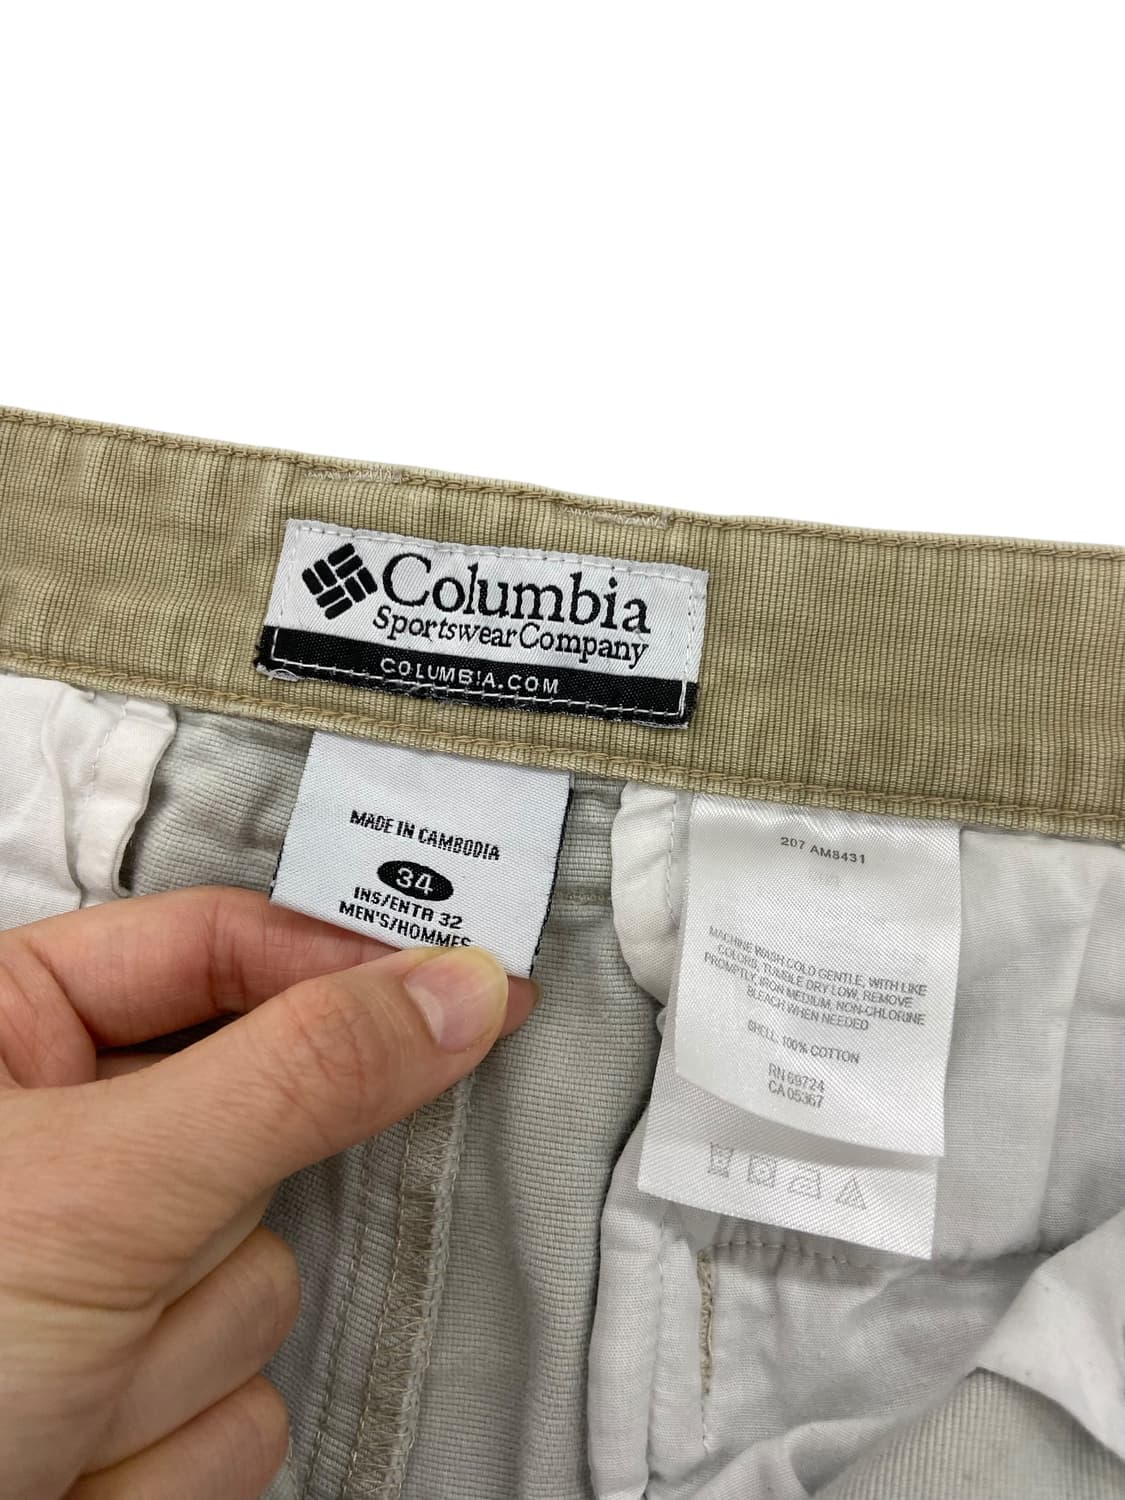 Columbia
Sportswear Company
COLUMBIA.COM
MADE IN CAMBODIA
34
INS/ENTR 32
MEN'S/HOMMES
207 AM8431
MACHINE WASH COLD GENTLE, WITH LIKE
COLORS, TUMBLE DRY LOW, REMOVE
PROMPTLY, IRON MEDIUM, NON-CHLORINE
BLEACH WHEN NEEDED
SHELL: 100% COTTON
RN 69724
CA 05367